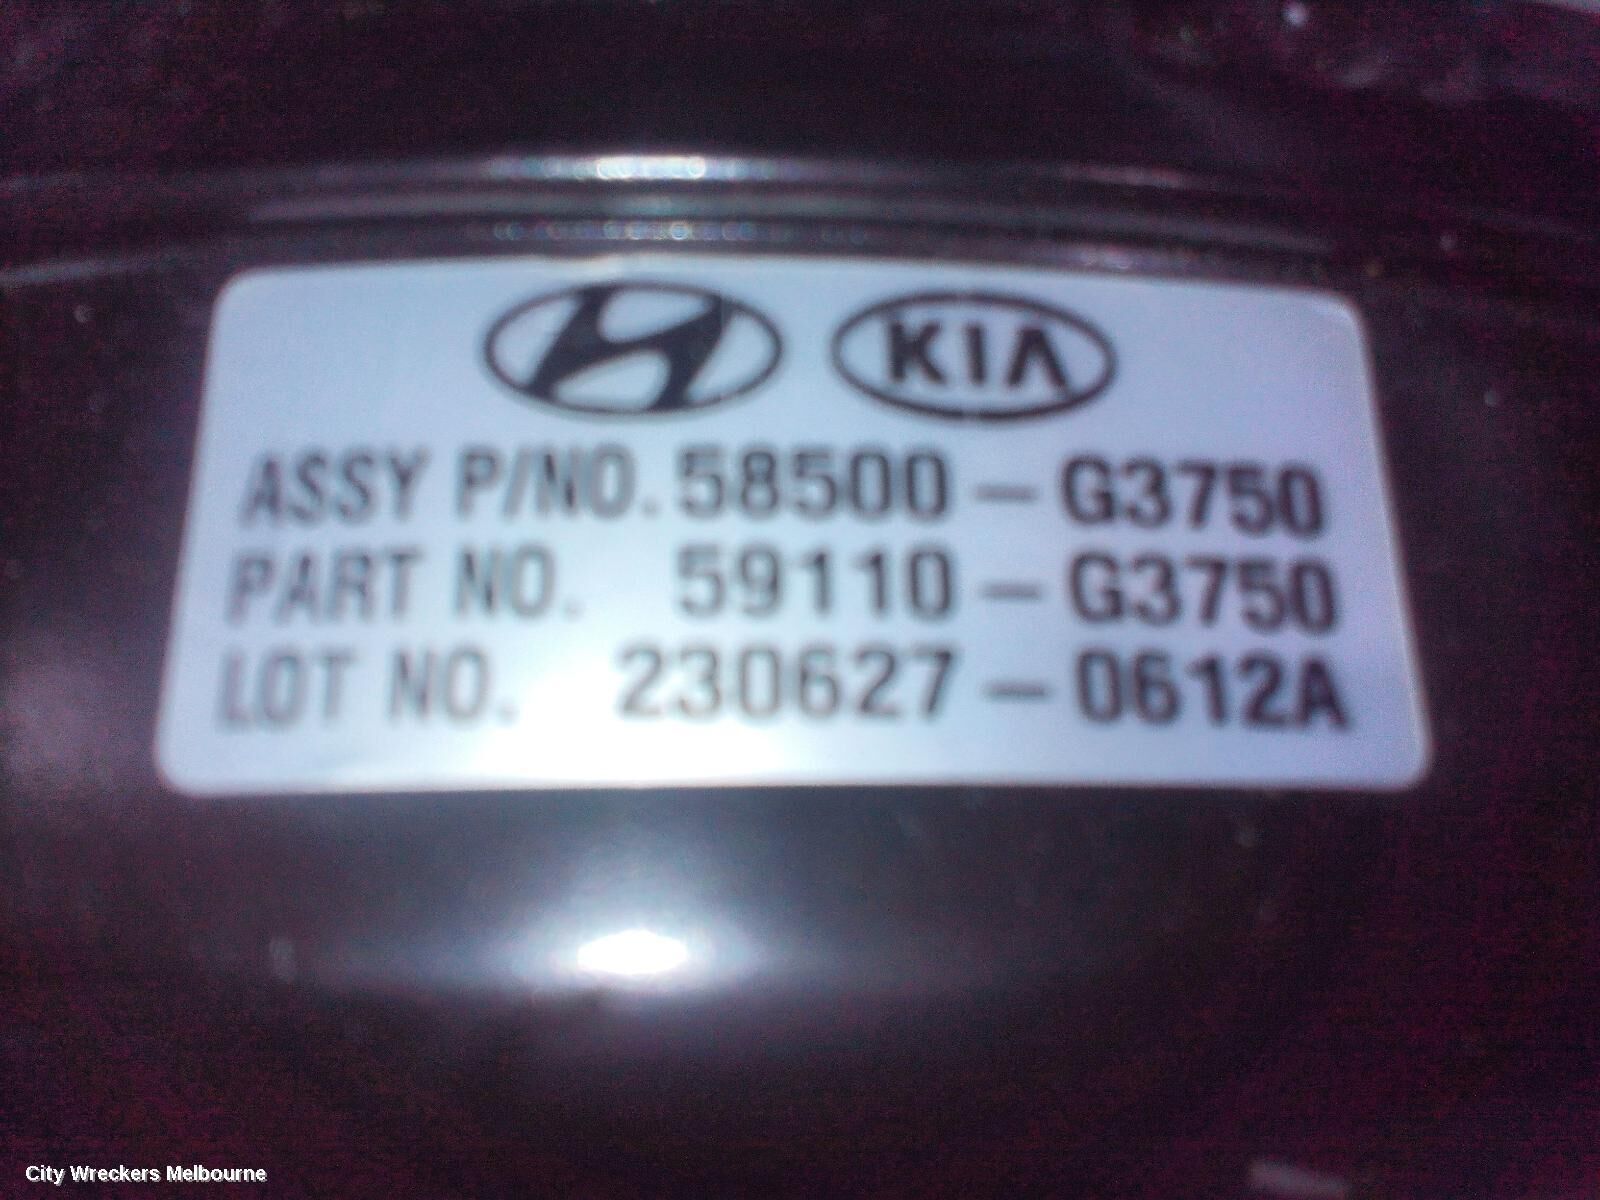 KIA
ASSY P/NO. 58500 – G3750
PART NO. 59110 – G3750
LOT NO. 230627 – 0612A
City Wreckers Melbourne